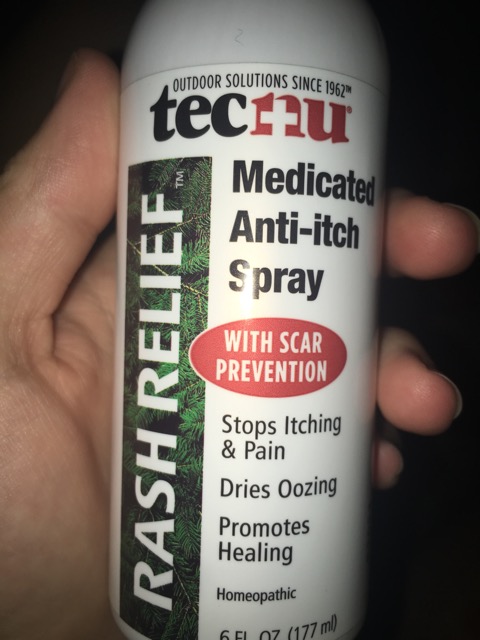 OUTDOOR SOLUTIONS SINCE 1962™
tecnu®
RASH RELIEF™
Medicated
Anti-itch
Spray
WITH SCAR
PREVENTION
Stops Itching
& Pain
Dries Oozing
Promotes
Healing
Homeopathic
6 FL OZ (177 ml)